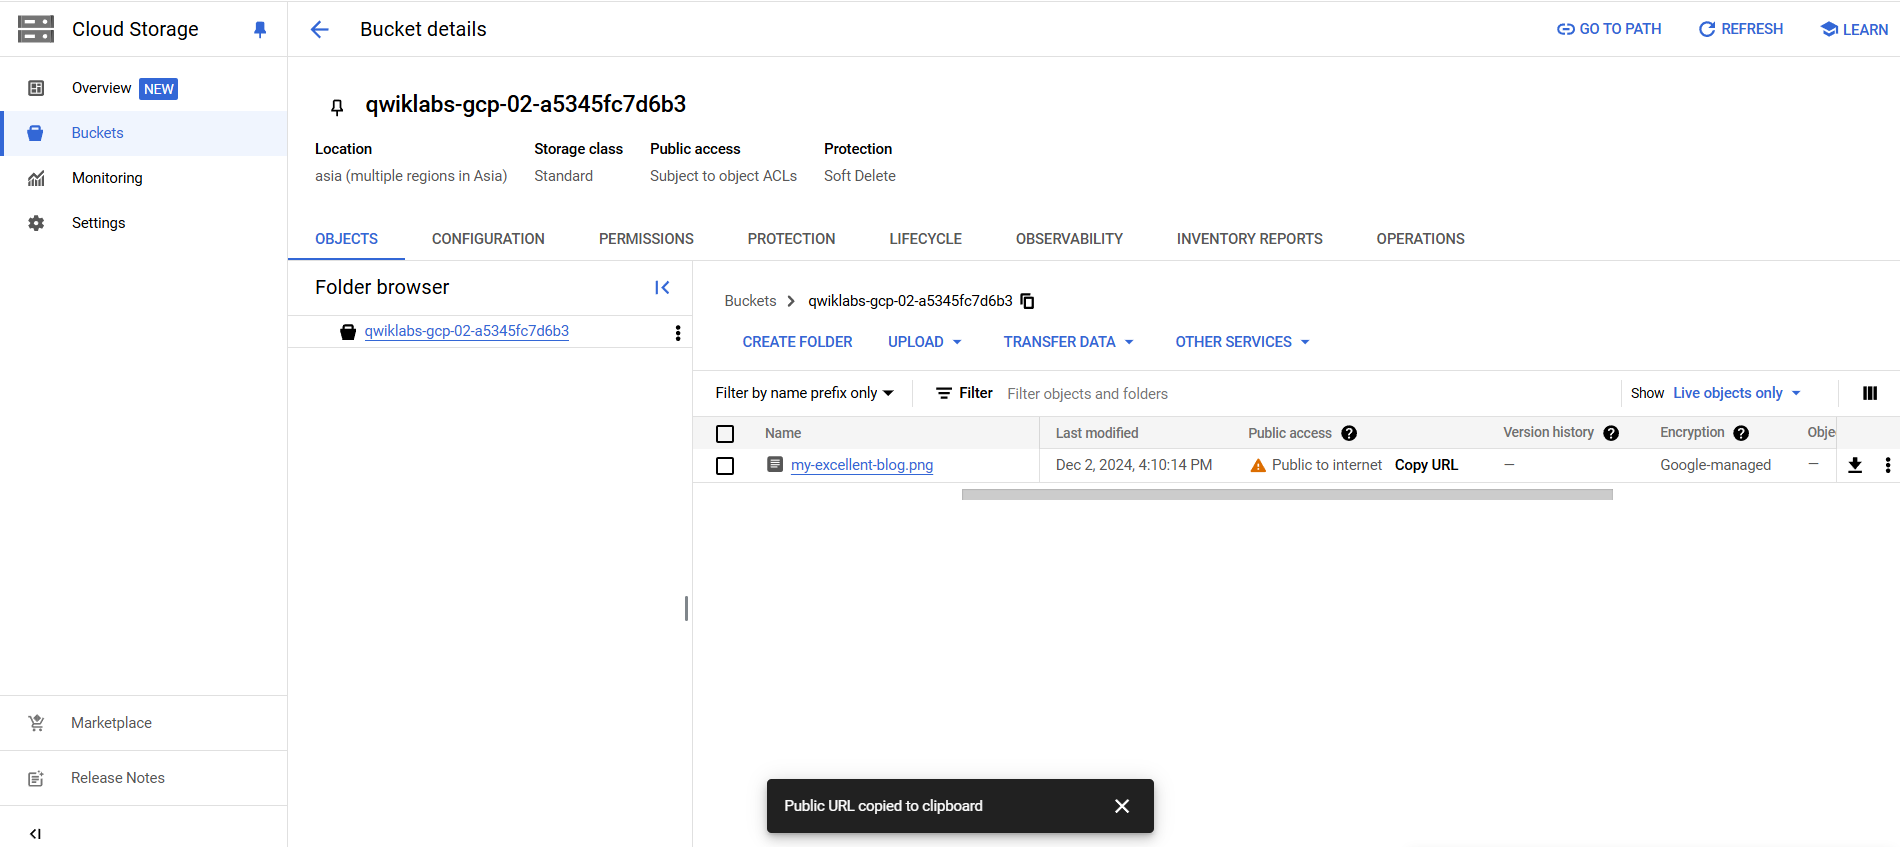 Cloud Storage
Bucket details
GO TO PATH
REFRESH
LEARN
Overview NEW
Buckets
Monitoring
Settings
qwiklabs-gcp-02-a5345fc7d6b3
Location Storage class Public access Protection
asia (multiple regions in Asia) Standard Subject to object ACLs Soft Delete
OBJECTS CONFIGURATION PERMISSIONS PROTECTION LIFECYCLE OBSERVABILITY INVENTORY REPORTS OPERATIONS
Folder browser
qwiklabs-gcp-02-a5345fc7d6b3
Buckets qwiklabs-gcp-02-a5345fc7d6b3
CREATE FOLDER UPLOAD TRANSFER DATA OTHER SERVICES
Filter by name prefix only Filter Filter objects and folders Show Live objects only
Name Last modified Public access Version history Encryption Obje
my-excellent-blog.png Dec 2, 2024, 4:10:14 PM Public to internet Copy URL — Google-managed —
Marketplace
Release Notes
Public URL copied to clipboard